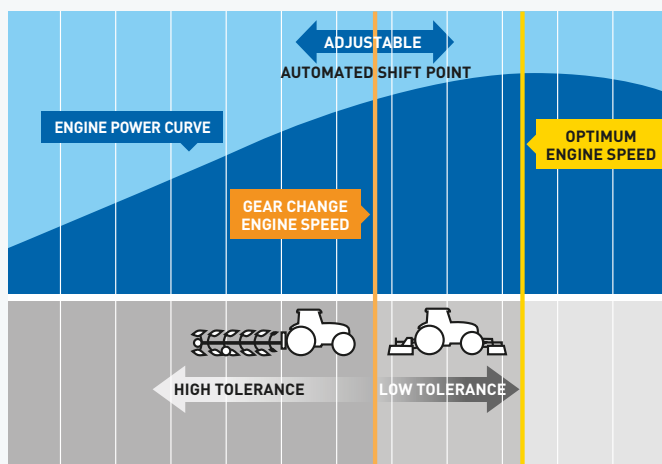 ADJUSTABLE
AUTOMATED SHIFT POINT
ENGINE POWER CURVE
OPTIMUM
ENGINE SPEED
GEAR CHANGE
ENGINE SPEED
HIGH TOLERANCE
LOW TOLERANCE